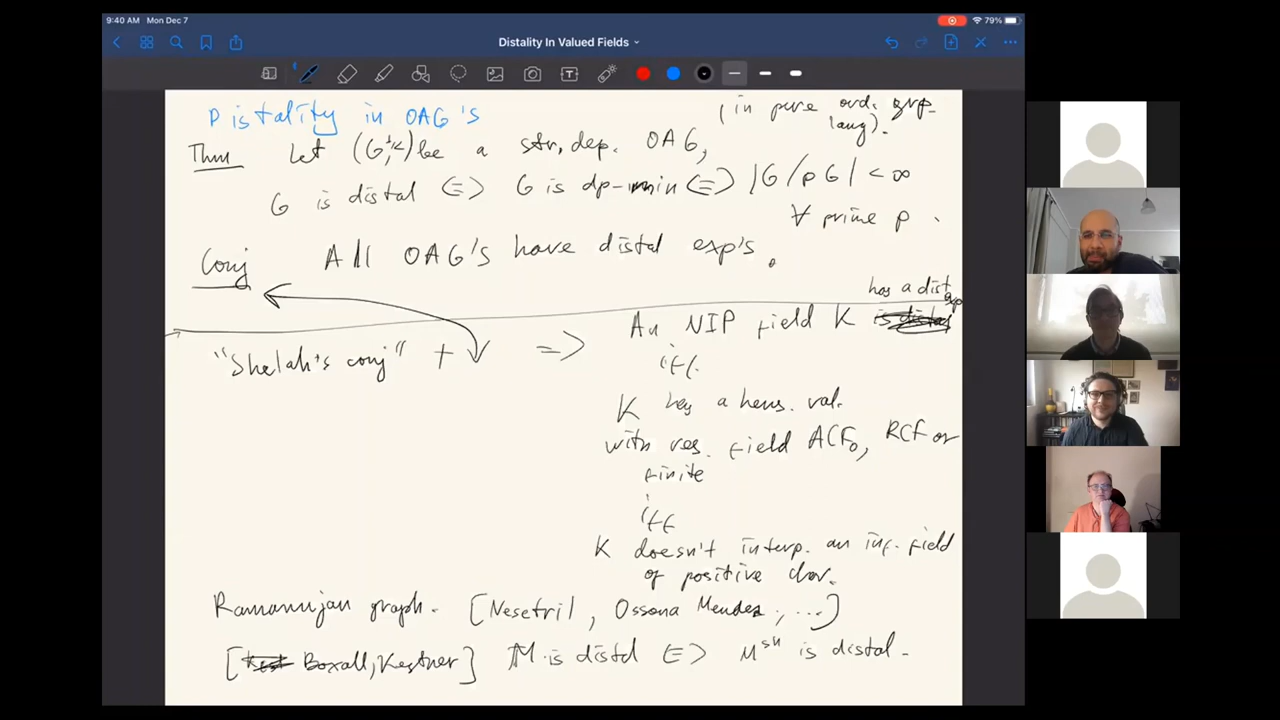 9:40 AM Mon Dec 7
79%
Distality In Valued Fields
Distality in OAG's
(in pure ord. grp. lang).
Thm Let (G,+,<) be a str. dep. OAG,
G is distal <=> G is dp-min <=> |G/pG| < ∞
∀ prime p.
Conj All OAG's have distal exp's.
has a dist exp
"Shelah's conj" + => An NIP field K is distal
iff.
K has a hens. val.
with res. field ACF₀, RCF or
finite
iff
K doesn't interp. an inf. field
of positive char.
Ramanujan graph. [Nesetril, Ossona Mendez, ...]
[Boxall, Kestner] M is distal <=> M^sh is distal.